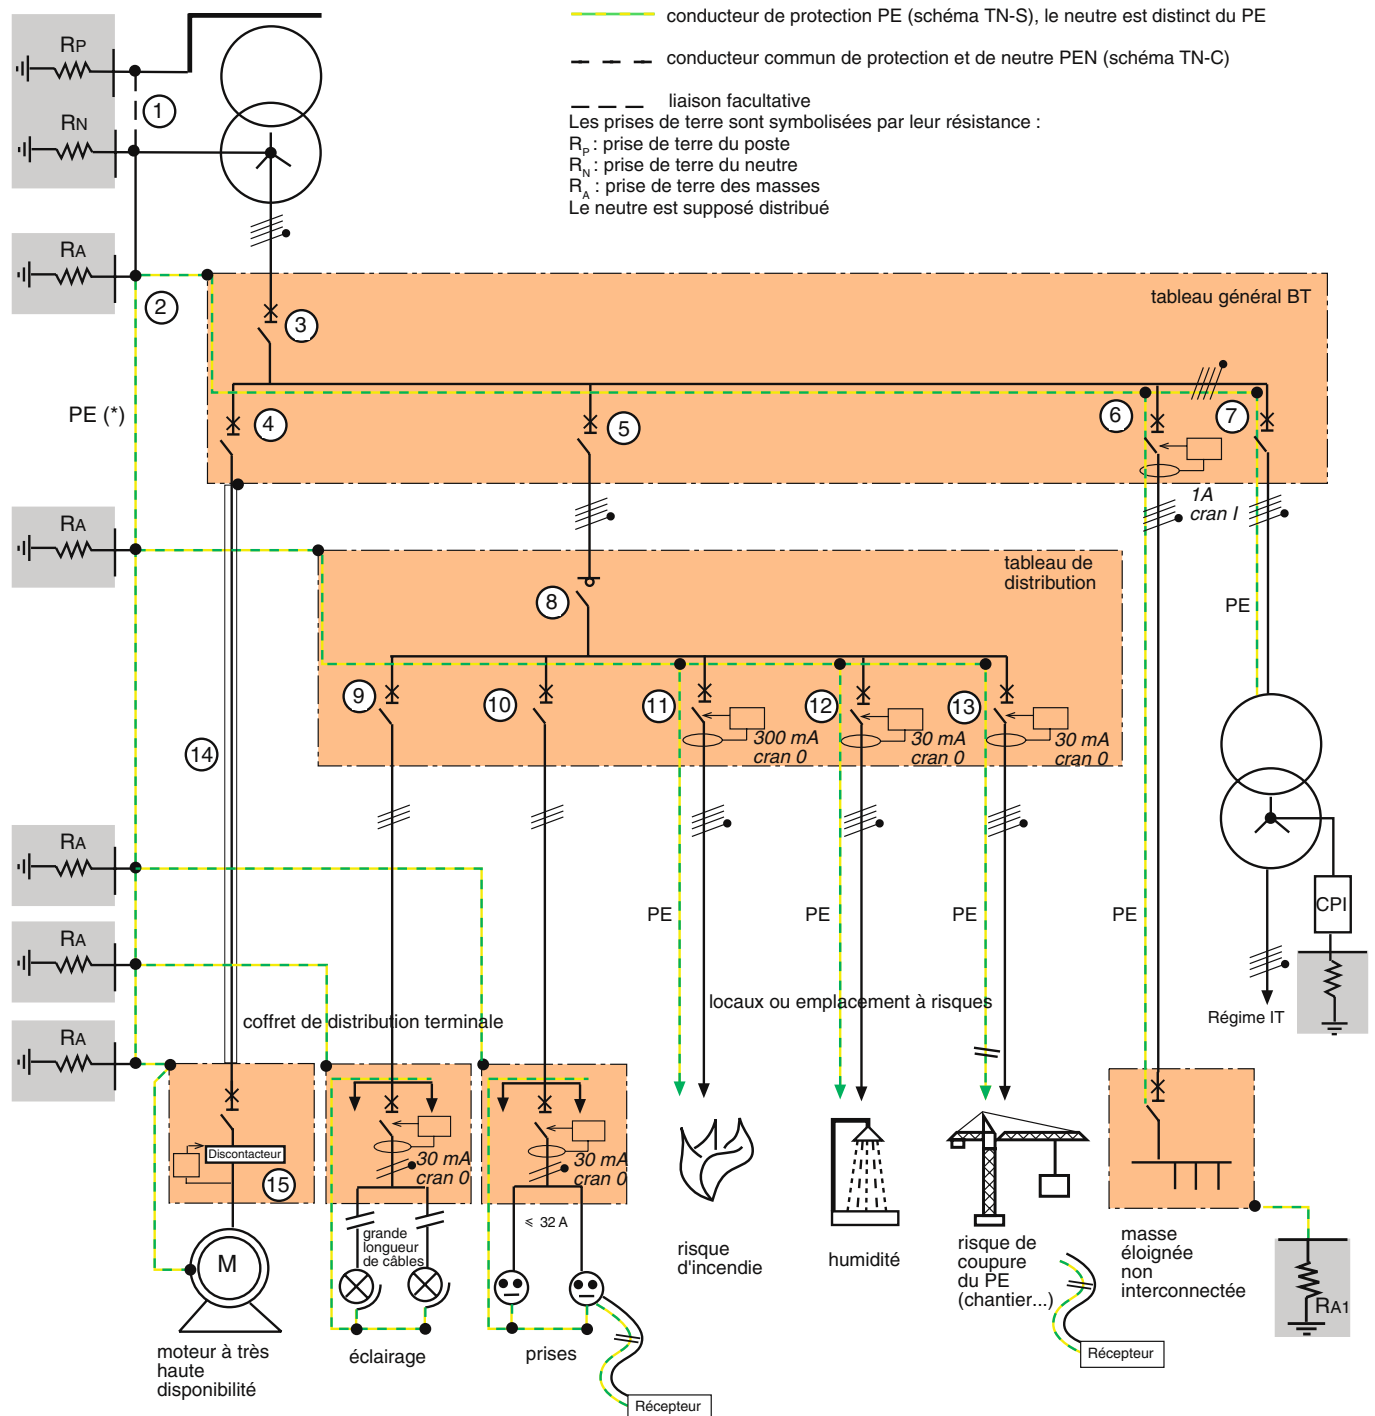 conducteur de protection PE (schéma TN-S), le neutre est distinct du PE
conducteur commun de protection et de neutre PEN (schéma TN-C)
liaison facultative
Les prises de terre sont symbolisées par leur résistance :
RP : prise de terre du poste
RN : prise de terre du neutre
RA : prise de terre des masses
Le neutre est supposé distribué
RP
1
RN
RA
2
tableau général BT
3
PE (*)
4
5
6
7
1A
cran I
RA
tableau de
distribution
8
PE
9
10
11
12
13
300 mA
cran 0
30 mA
cran 0
30 mA
cran 0
14
RA
CPI
PE
PE
PE
PE
RA
locaux ou emplacement à risques
coffret de distribution terminale
Régime IT
RA
Discontacteur
15
30 mA
cran 0
30 mA
cran 0
≤ 32 A
grande
longueur
de câbles
M
risque
d'incendie
humidité
risque de
coupure
du PE
(chantier...)
masse
éloignée
non
interconnectée
RA1
moteur à très
haute
disponibilité
éclairage
prises
Récepteur
Récepteur